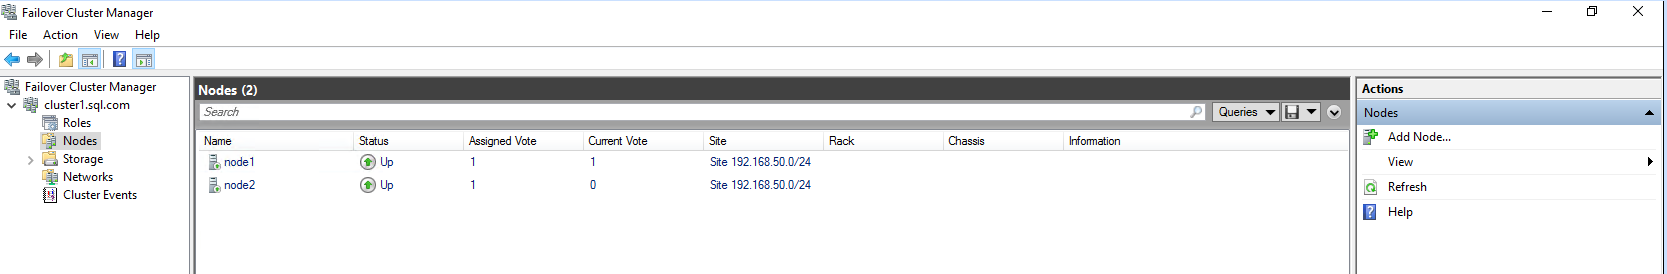 Failover Cluster Manager
File Action View Help
Failover Cluster Manager
cluster1.sql.com
Roles
Nodes
Storage
Networks
Cluster Events
Nodes (2)
Search
Queries
Name Status Assigned Vote Current Vote Site Rack Chassis Information
node1 Up 1 1 Site 192.168.50.0/24
node2 Up 1 0 Site 192.168.50.0/24
Actions
Nodes
Add Node...
View
Refresh
Help